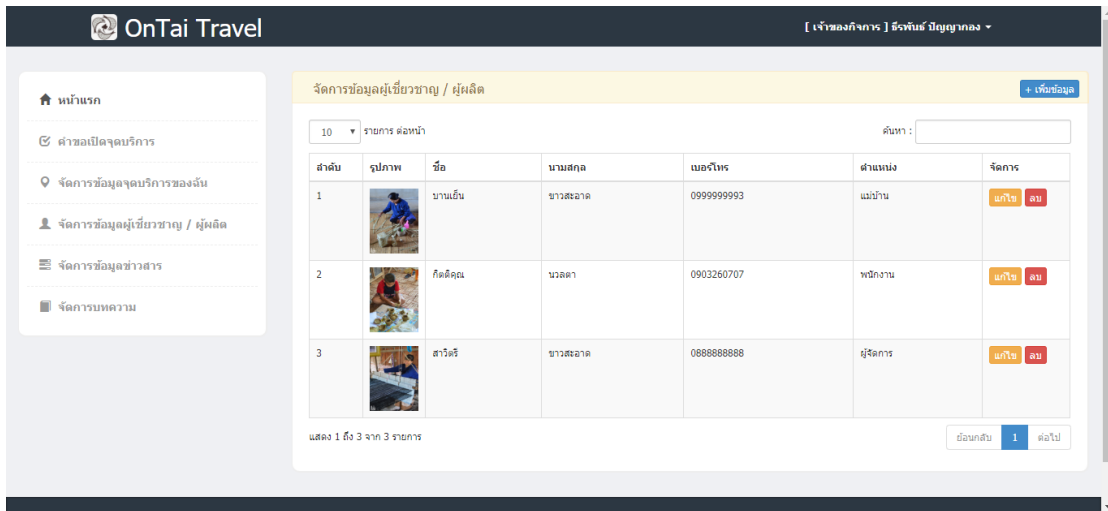 OnTai Travel
[ เจ้าของกิจการ ] ธีรพันธ์ ปัญญากอง
หน้าแรก
คำขอเปิดจุดบริการ
จัดการข้อมูลจุดบริการของฉัน
จัดการข้อมูลผู้เชี่ยวชาญ / ผู้ผลิต
จัดการข้อมูลข่าวสาร
จัดการบทความ
จัดการข้อมูลผู้เชี่ยวชาญ / ผู้ผลิต
+ เพิ่มข้อมูล
10 รายการ ต่อหน้า
ค้นหา :
ลำดับ รูปภาพ ชื่อ นามสกุล เบอร์โทร ตำแหน่ง จัดการ
1 บานเย็น ขาวสะอาด 0999999993 แม่บ้าน แก้ไข ลบ
2 กิตติคุณ นวลตา 0903260707 พนักงาน แก้ไข ลบ
3 สาวิตรี ขาวสะอาด 0888888888 ผู้จัดการ แก้ไข ลบ
แสดง 1 ถึง 3 จาก 3 รายการ
ย้อนกลับ 1 ต่อไป